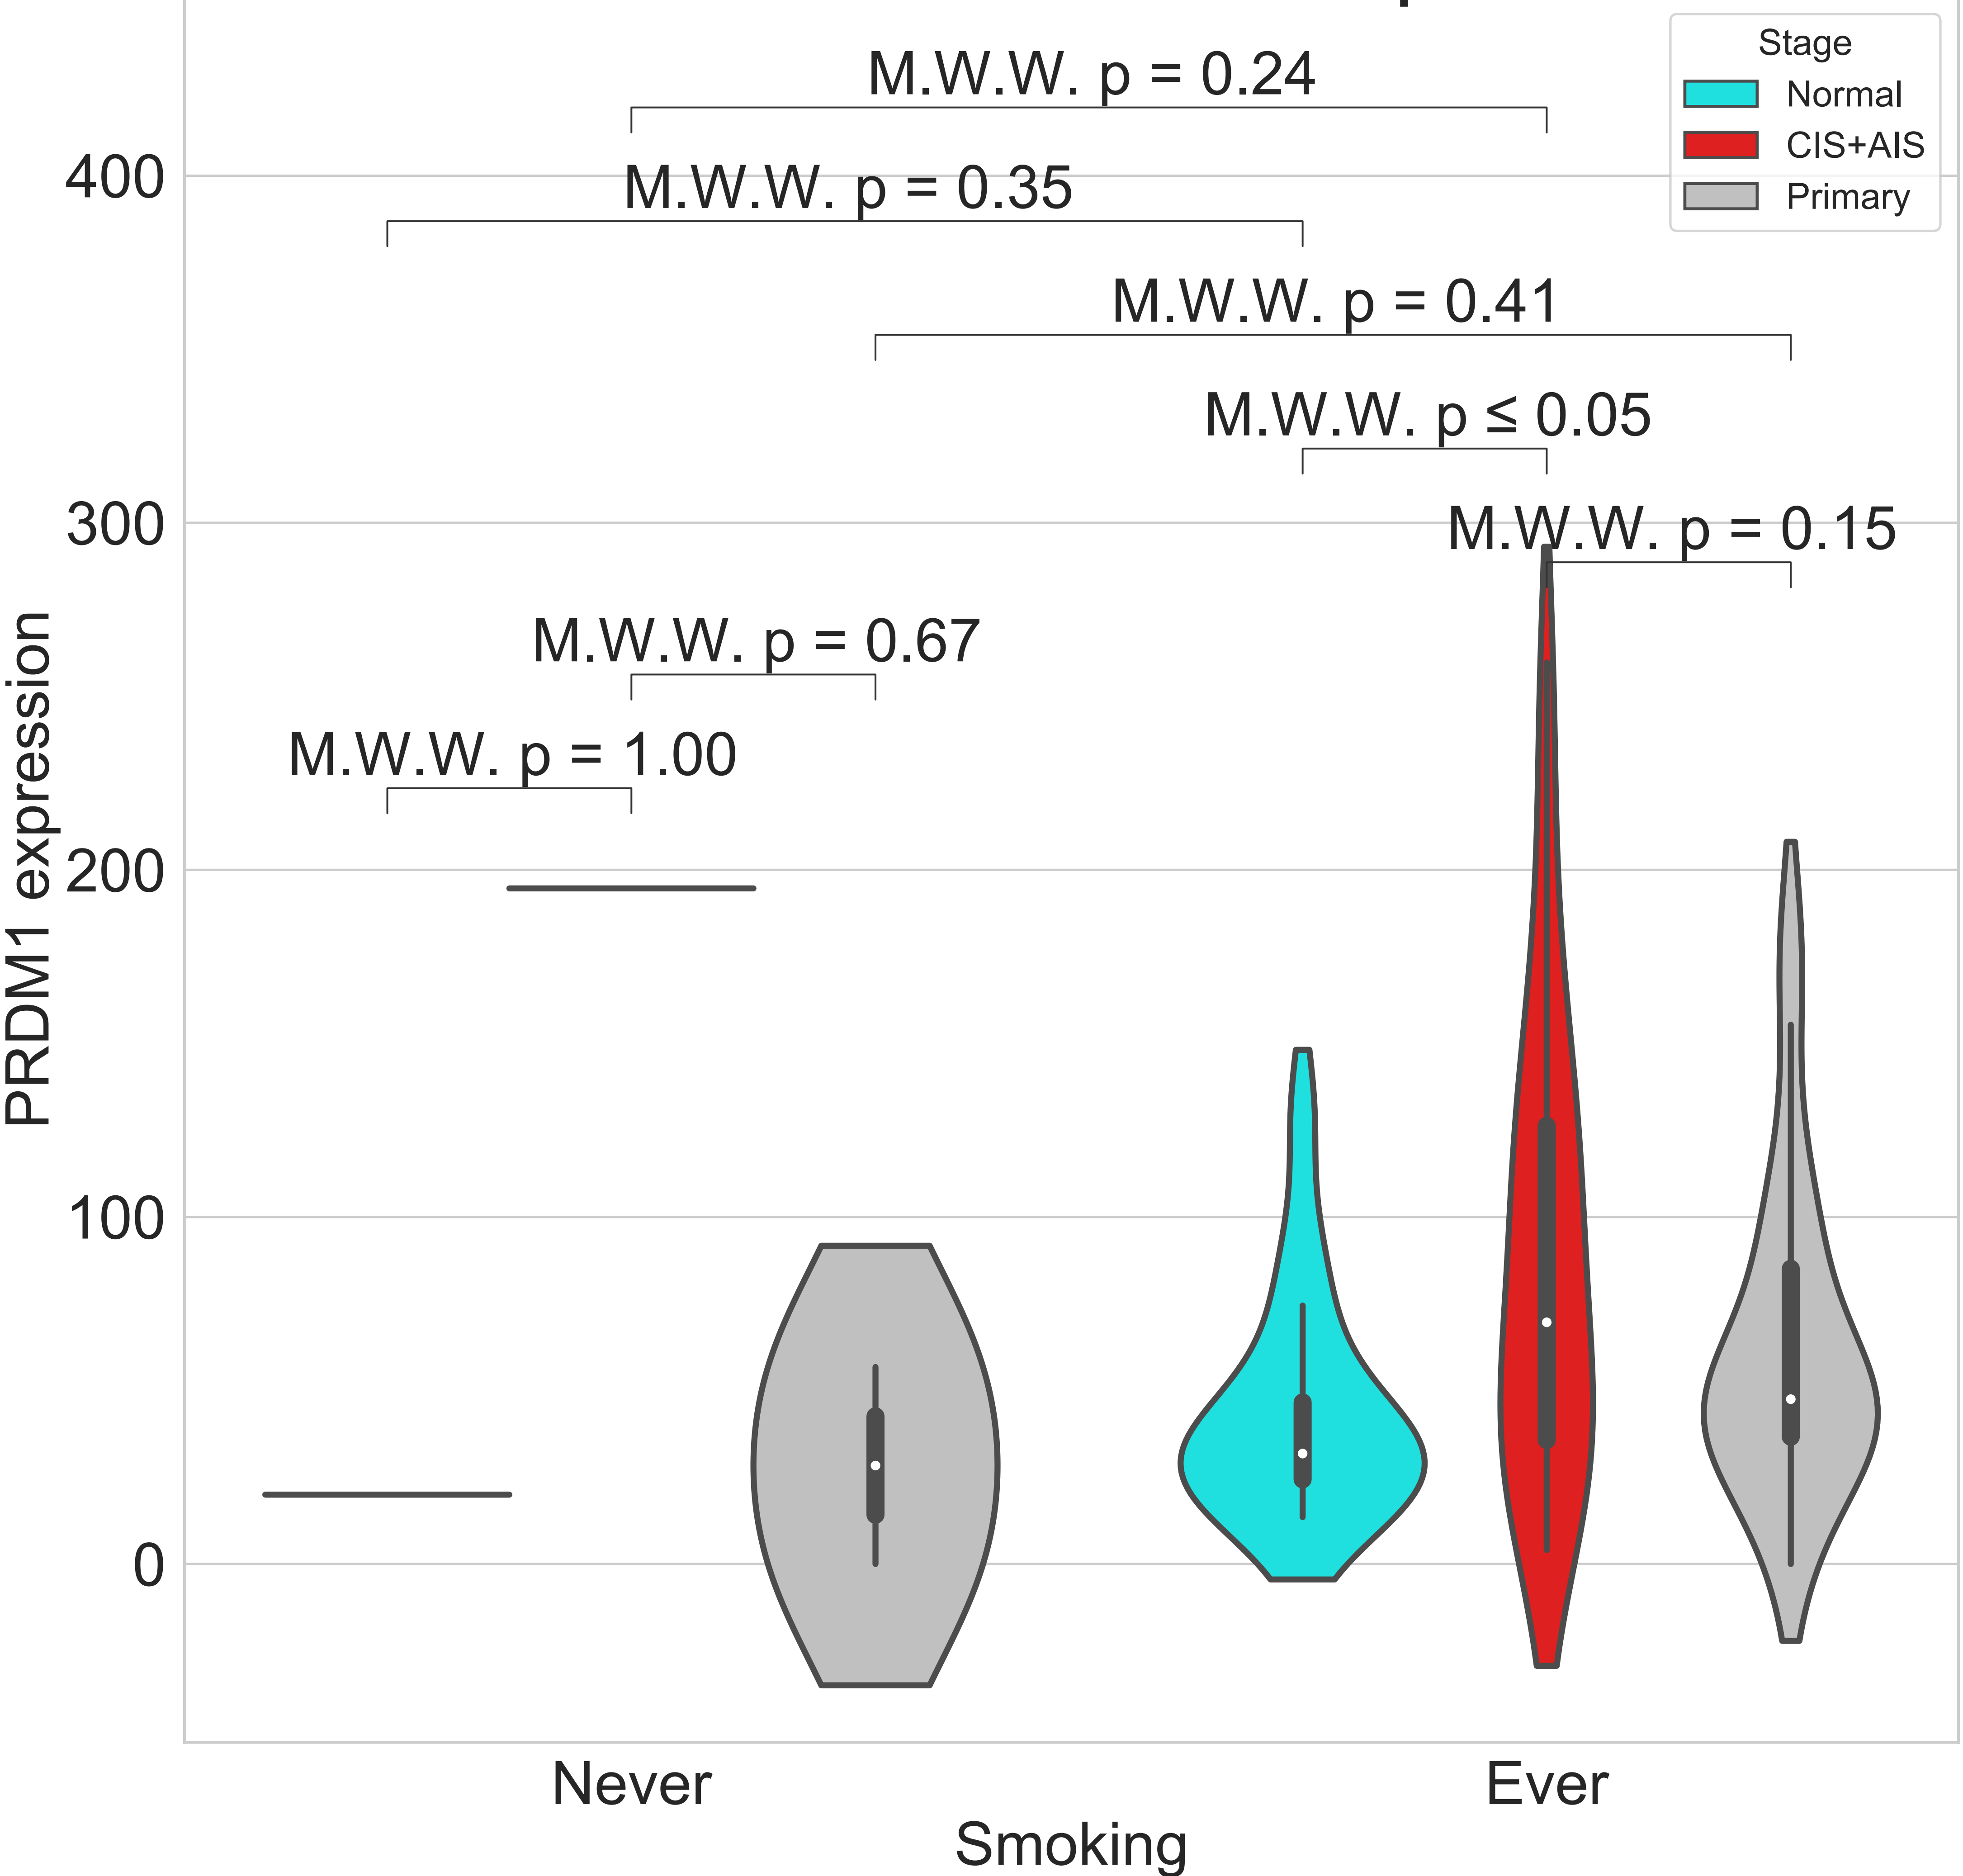 Stage
Normal
CIS+AIS
Primary
M.W.W. p = 0.24
M.W.W. p = 0.35
M.W.W. p = 0.41
M.W.W. p ≤ 0.05
M.W.W. p = 0.15
M.W.W. p = 0.67
M.W.W. p = 1.00
400
300
200
100
0
PRDM1 expression
Never
Ever
Smoking